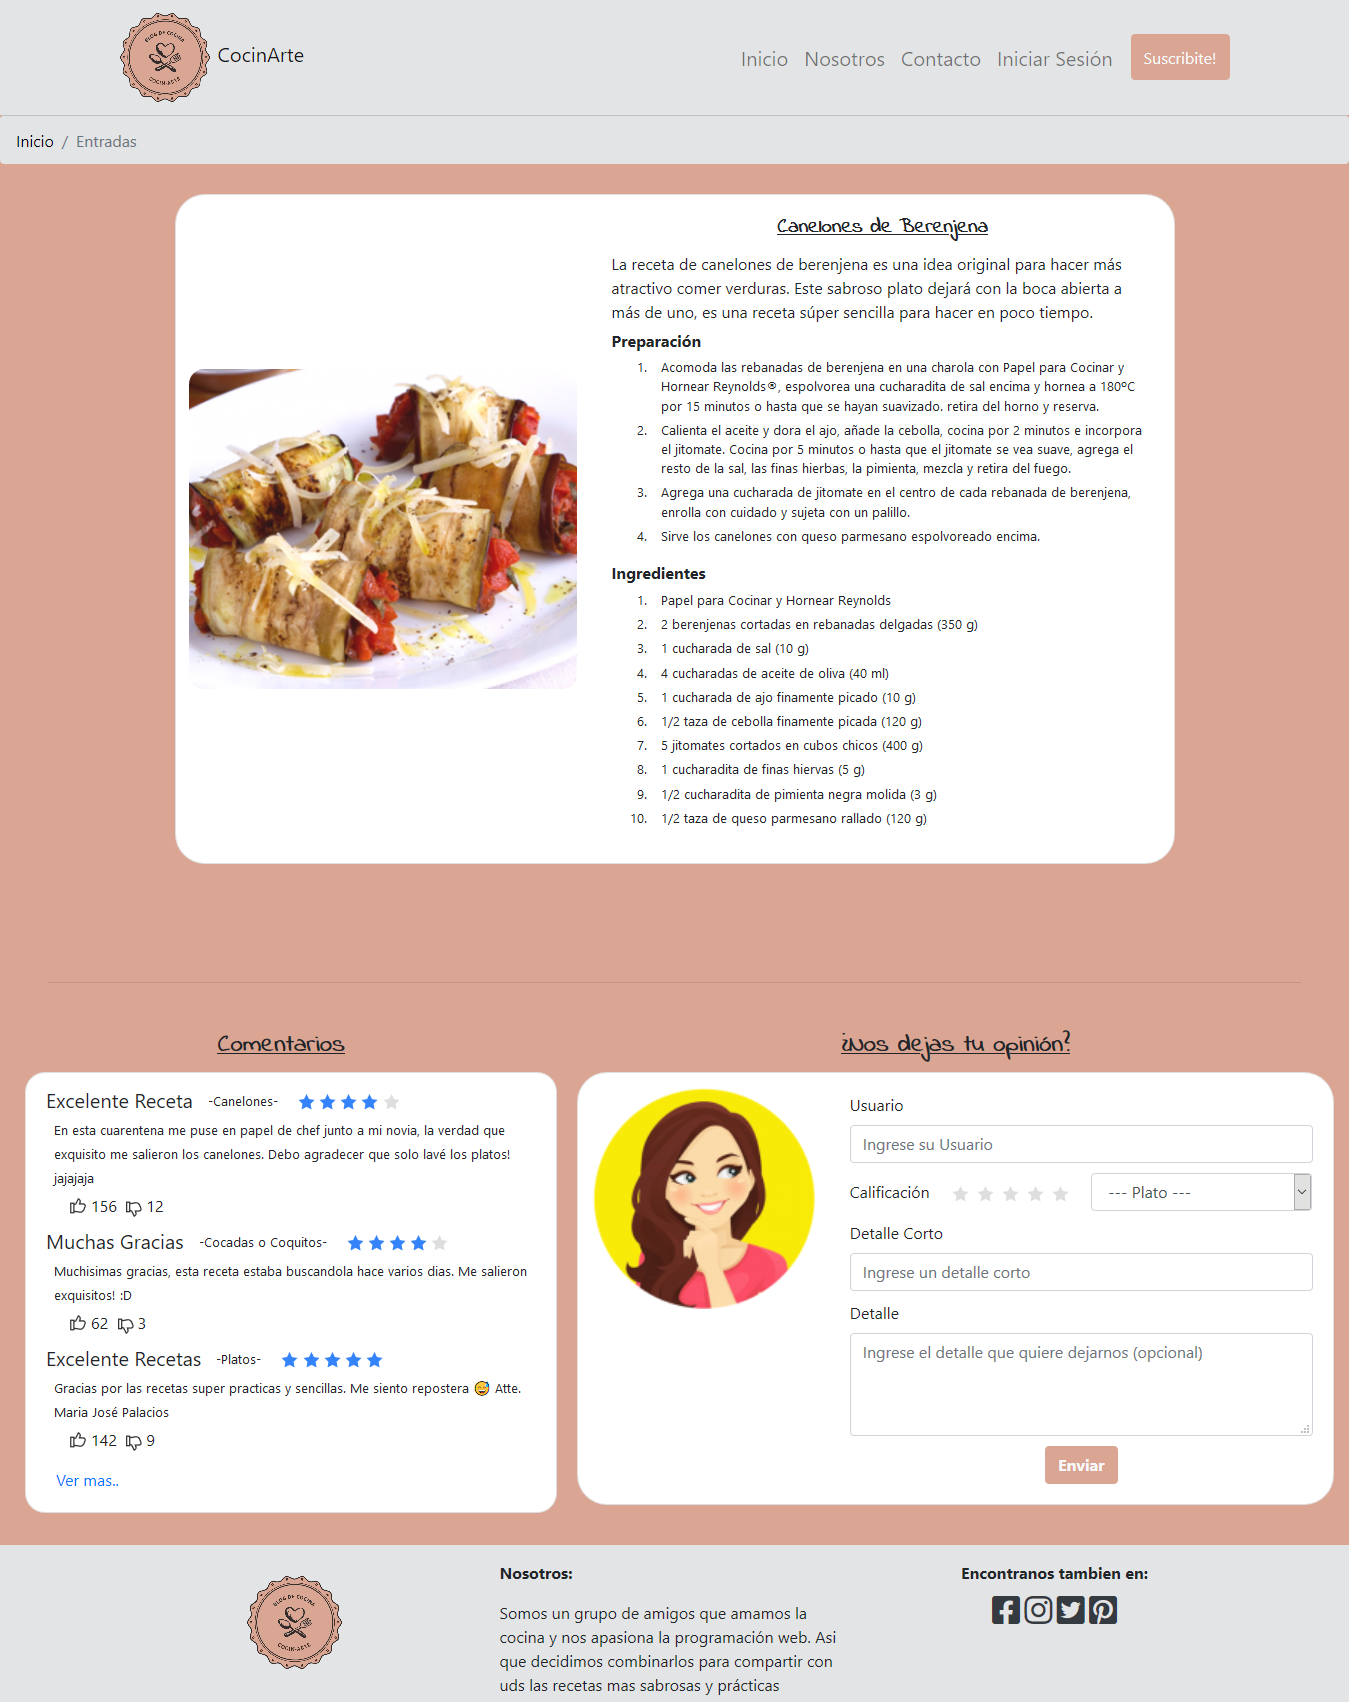 BLOG DE COCINA
COCIN-ARTE
CocinArte
Inicio
Nosotros
Contacto
Iniciar Sesión
Suscribite!
Inicio / Entradas
Canelones de Berenjena
La receta de canelones de berenjena es una idea original para hacer más
atractivo comer verduras. Este sabroso plato dejará con la boca abierta a
más de uno, es una receta súper sencilla para hacer en poco tiempo.
Preparación
1. Acomoda las rebanadas de berenjena en una charola con Papel para Cocinar y
Hornear Reynolds®, espolvorea una cucharadita de sal encima y hornea a 180ºC
por 15 minutos o hasta que se hayan suavizado. retira del horno y reserva.
2. Calienta el aceite y dora el ajo, añade la cebolla, cocina por 2 minutos e incorpora
el jitomate. Cocina por 5 minutos o hasta que el jitomate se vea suave, agrega el
resto de la sal, las finas hierbas, la pimienta, mezcla y retira del fuego.
3. Agrega una cucharada de jitomate en el centro de cada rebanada de berenjena,
enrolla con cuidado y sujeta con un palillo.
4. Sirve los canelones con queso parmesano espolvoreado encima.
Ingredientes
1. Papel para Cocinar y Hornear Reynolds
2. 2 berenjenas cortadas en rebanadas delgadas (350 g)
3. 1 cucharada de sal (10 g)
4. 4 cucharadas de aceite de oliva (40 ml)
5. 1 cucharada de ajo finamente picado (10 g)
6. 1/2 taza de cebolla finamente picada (120 g)
7. 5 jitomates cortados en cubos chicos (400 g)
8. 1 cucharadita de finas hiervas (5 g)
9. 1/2 cucharadita de pimienta negra molida (3 g)
10. 1/2 taza de queso parmesano rallado (120 g)
Comentarios
Excelente Receta -Canelones-
En esta cuarentena me puse en papel de chef junto a mi novia, la verdad que
exquisito me salieron los canelones. Debo agradecer que solo lavé los platos!
jajajaja
156 12
Muchas Gracias -Cocadas o Coquitos-
Muchisimas gracias, esta receta estaba buscandola hace varios dias. Me salieron
exquisitos! :D
62 3
Excelente Recetas -Platos-
Gracias por las recetas super practicas y sencillas. Me siento repostera 😅 Atte.
Maria José Palacios
142 9
Ver mas..
¿Nos dejas tu opinión?
Usuario
Ingrese su Usuario
Calificación
--- Plato ---
Detalle Corto
Ingrese un detalle corto
Detalle
Ingrese el detalle que quiere dejarnos (opcional)
Enviar
BLOG DE COCINA
COCIN-ARTE
Nosotros:
Somos un grupo de amigos que amamos la
cocina y nos apasiona la programación web. Asi
que decidimos combinarlos para compartir con
uds las recetas mas sabrosas y prácticas
Encontranos tambien en: